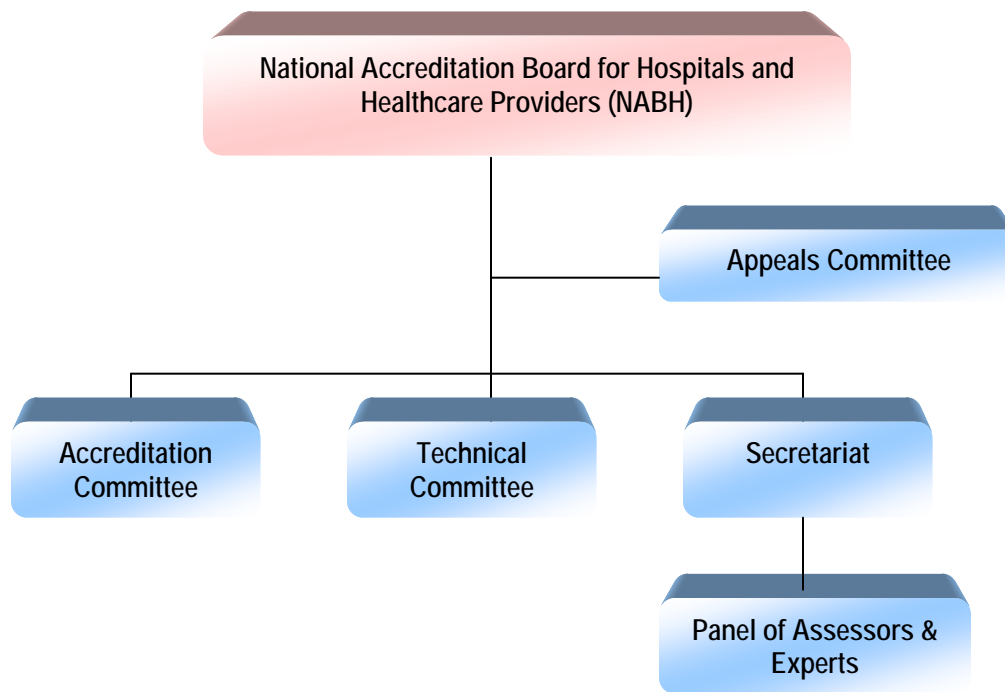 National Accreditation Board for Hospitals and
Healthcare Providers (NABH)
Appeals Committee
Accreditation
Committee
Technical
Committee
Secretariat
Panel of Assessors &
Experts